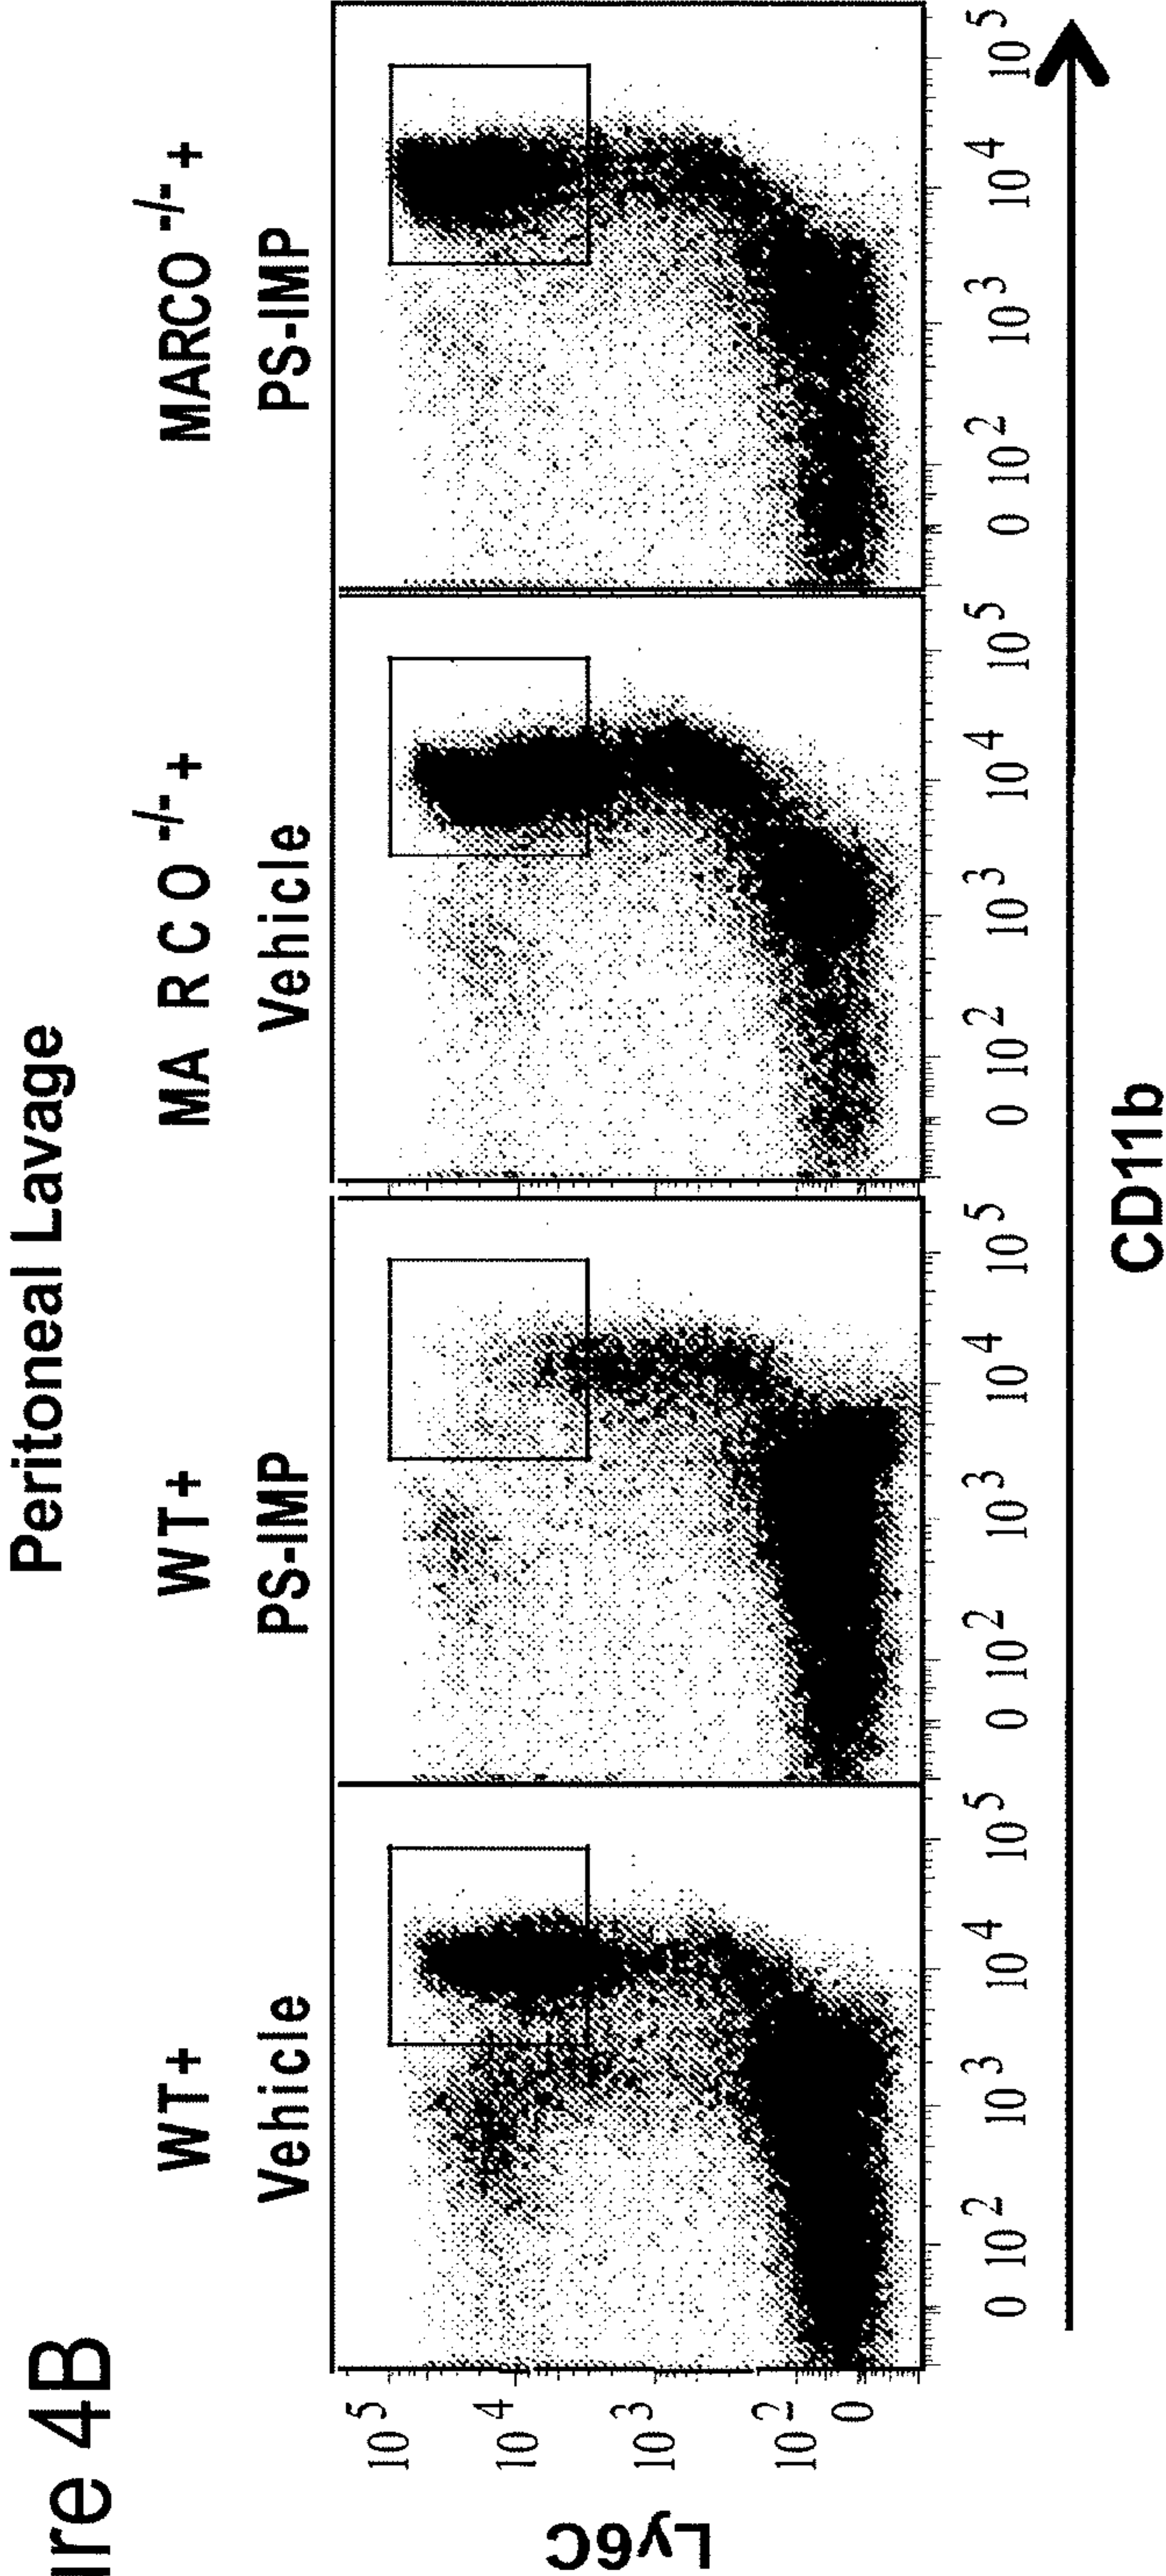 ure 4B
Peritoneal Lavage
WT+ Vehicle
WT+ PS-IMP
MARCO -/- + Vehicle
MARCO -/- + PS-IMP
Ly6C
10 5
10 4
10 3
10 2
0
0 10 2 10 3 10 4 10 5
0 10 2 10 3 10 4 10 5
0 10 2 10 3 10 4 10 5
0 10 2 10 3 10 4 10 5
CD11b